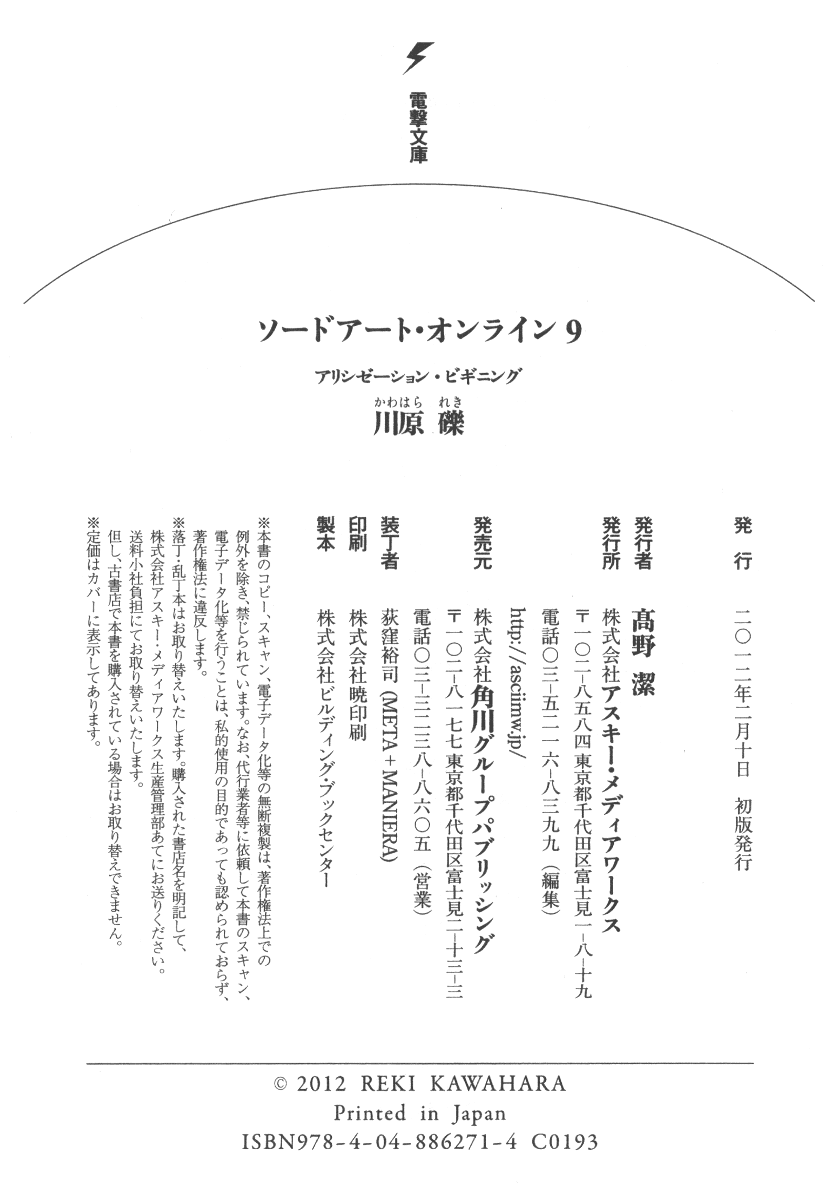 電撃文庫
ソードアート・オンライン9
アリシゼーション・ビギニング
かわはら れき
川原 礫
発 行 二〇一二年二月十日 初版発行
発行者 髙野 潔
発行所 株式会社アスキー・メディアワークス
〒一〇二-八五八四 東京都千代田区富士見一-八-十九
電話〇三-五二一六-八三九九（編集）
http://asciimw.jp/
発売元 株式会社角川グループパブリッシング
〒一〇二-八一七七 東京都千代田区富士見二-十三-三
電話〇三-三二三八-八六〇五（営業）
装丁者 荻窪裕司（META + MANIERA）
印刷 株式会社暁印刷
製本 株式会社ビルディング・ブックセンター
※本書のコピー、スキャン、電子データ化等の無断複製は、著作権法上での
例外を除き、禁じられています。なお、代行業者等に依頼して本書のスキャン、
電子データ化等を行うことは、私的使用の目的であっても認められておらず、
著作権法に違反します。
※落丁・乱丁本はお取り替えいたします。購入された書店名を明記して、
株式会社アスキー・メディアワークス生産管理部あてにお送りください。
送料小社負担にてお取り替えいたします。
但し、古書店で本書を購入されている場合はお取り替えできません。
※定価はカバーに表示してあります。
© 2012 REKI KAWAHARA
Printed in Japan
ISBN978-4-04-886271-4 C0193